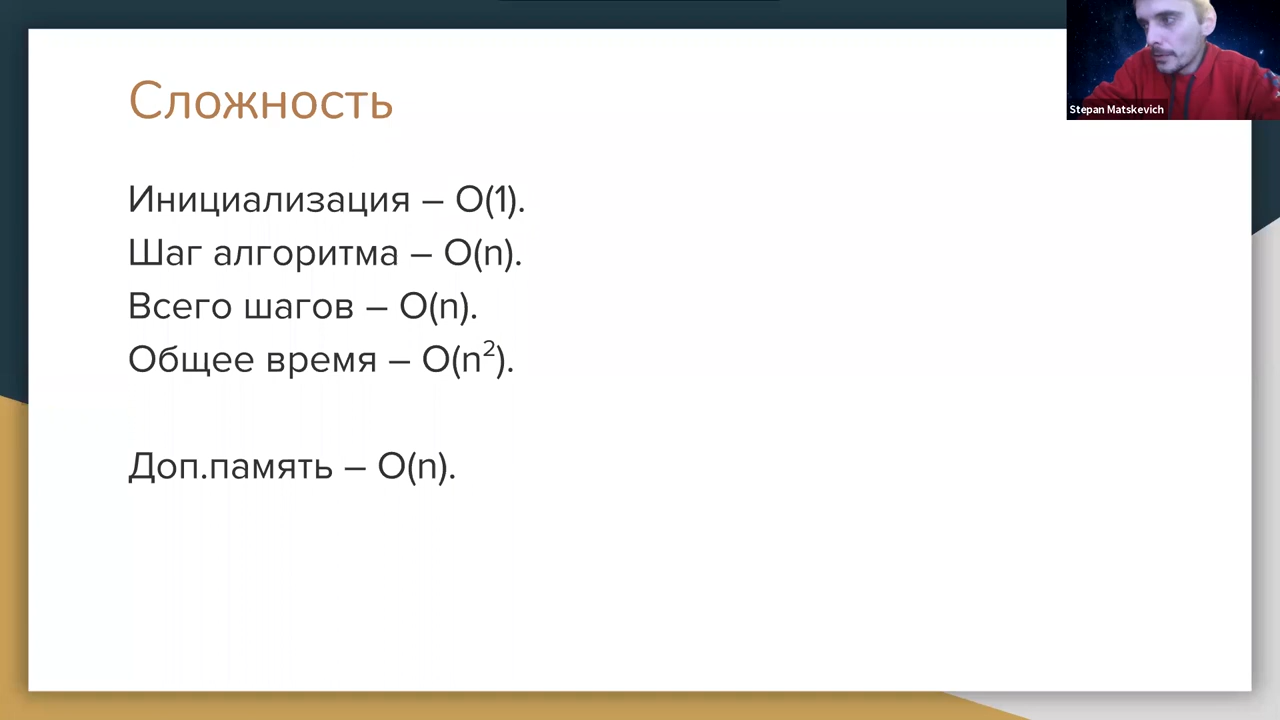 Сложность
Stepan Matskevich
Инициализация – O(1).
Шаг алгоритма – O(n).
Всего шагов – O(n).
Общее время – O(n²).
Доп.память – O(n).